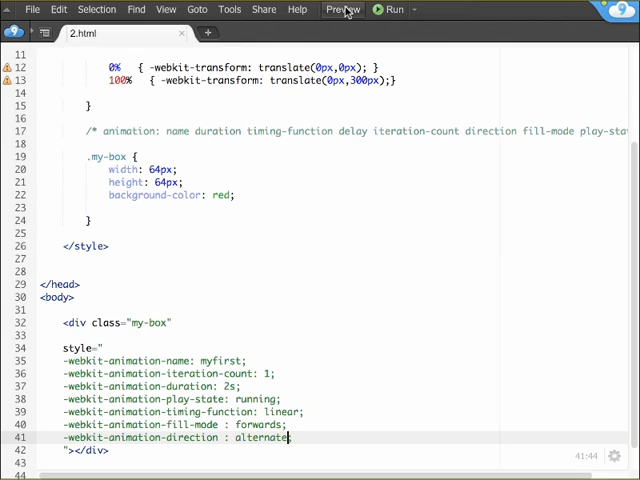 File Edit Selection Find View Goto Tools Share Help Preview Run 9
2.html
11
12 0% { -webkit-transform: translate(0px,0px); }
13 100% { -webkit-transform: translate(0px,300px);}
14
15 }
16
17 /* animation: name duration timing-function delay iteration-count direction fill-mode play-sta
18
19 .my-box {
20 width: 64px;
21 height: 64px;
22 background-color: red;
23
24 }
25
26 </style>
27
28
29 </head>
30 <body>
31
32 <div class="my-box"
33
34 style="
35 -webkit-animation-name: myfirst;
36 -webkit-animation-iteration-count: 1;
37 -webkit-animation-duration: 2s;
38 -webkit-animation-play-state: running;
39 -webkit-animation-timing-function: linear;
40 -webkit-animation-fill-mode : forwards;
41 -webkit-animation-direction : alternate;
42 "></div>
43
44
41:44